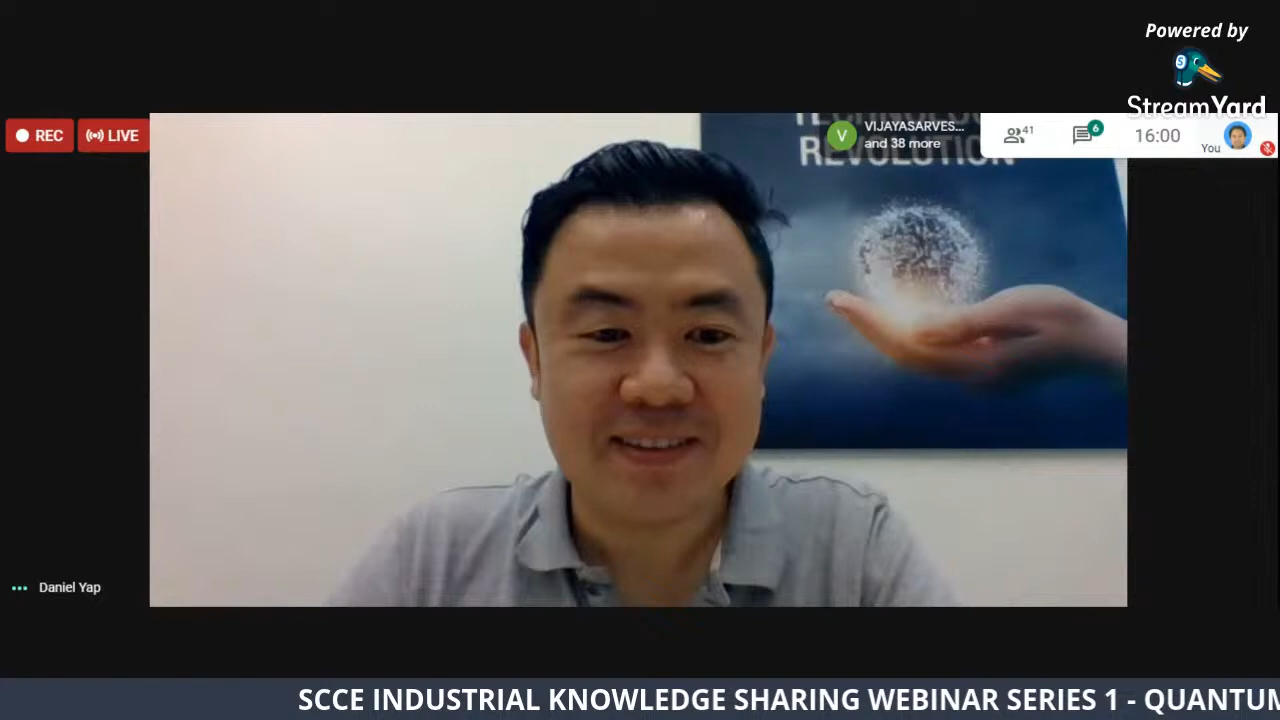 Powered by
StreamYard
REC
LIVE
V
VIJAYASARVES...
and 38 more
41
6
16:00
You
REVOLUTION
Daniel Yap
SCCE INDUSTRIAL KNOWLEDGE SHARING WEBINAR SERIES 1 - QUANTUM